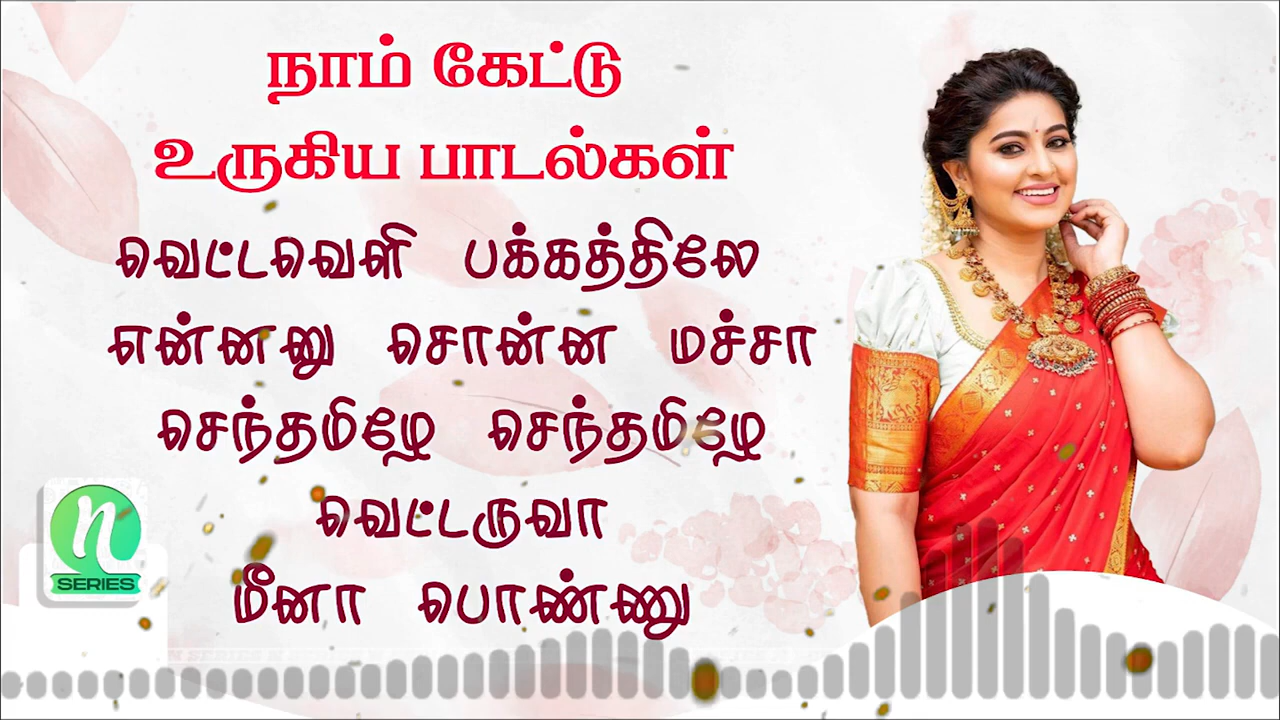 நாம் கேட்டு
உருகிய பாடல்கள்
வெட்டவெளி பக்கத்திலே
என்னனு சொன்ன மச்சா
செந்தமிழே செந்தமிழே
வெட்டருவா
மீனா பொண்ணு
n
SERIES